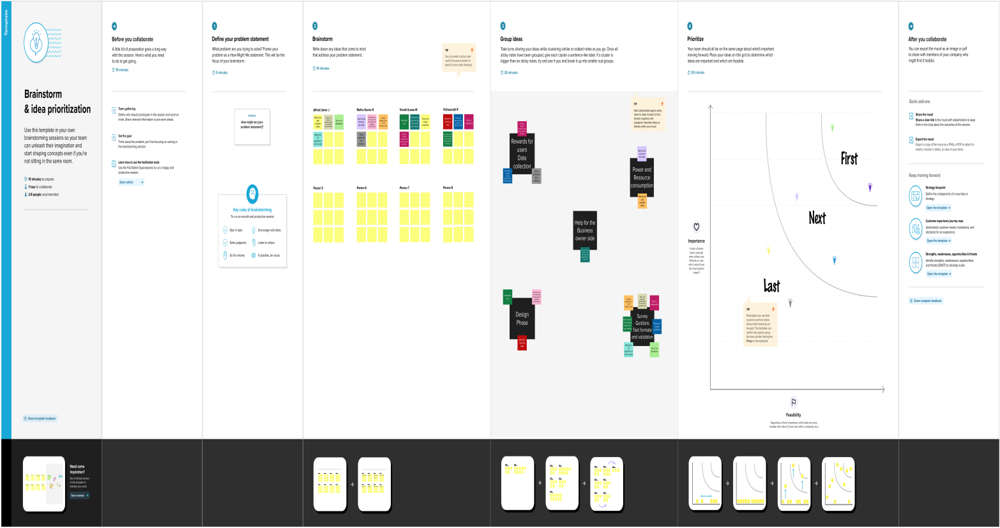 Template
Brainstorm
& idea prioritization
Use this template in your own
brainstorming sessions so your team
can unleash their imagination and
start shaping concepts even if you're
not sitting in the same room.
10 minutes to prepare
1 hour to collaborate
2-8 people recommended
Share template feedback
Need some
inspiration?
See a finished version
of this template to
kickstart your work.
Open example →
Before you collaborate
A little bit of preparation goes a long way
with this session. Here's what you need
to do to get going.
10 minutes
A
Team gathering
Define who should participate in the session and send an
invite. Share relevant information or pre-work ahead.
B
Set the goal
Think about the problem you'll be focusing on solving in
the brainstorming session.
C
Learn how to use the facilitation tools
Use the Facilitation Superpowers to run a happy and
productive session.
Open article →
1
Define your problem statement
What problem are you trying to solve? Frame your
problem as a How Might We statement. This will be the
focus of your brainstorm.
5 minutes
PROBLEM
How might we [your
problem statement]?
Key rules of brainstorming
To run an smooth and productive session
Stay in topic.
Encourage wild ideas.
Defer judgment.
Listen to others.
Go for volume.
If possible, be visual.
2
Brainstorm
Write down any ideas that come to mind
that address your problem statement.
10 minutes
TIP
You can select a sticky note
and hit the pencil [switch to
sketch] icon to start drawing!
Muthu Kumar R
Vinoth Kumar M
Vishwanath R
Person 5
Person 6
Person 7
Person 8
3
Group ideas
Take turns sharing your ideas while clustering similar or related notes as you go. Once all
sticky notes have been grouped, give each cluster a sentence-like label. If a cluster is
bigger than six sticky notes, try and see if you and break it up into smaller sub-groups.
20 minutes
TIP
Add customizable tags to sticky
notes to make it easier to find,
browse, organize, and
categorize important ideas as
themes within your mural.
Rewards for
users
Data
collection
Power and
Resource
consumption
Help for the
Business
owner side
Design
Phase
Survey
Qustions
Text formate
and validation
4
Prioritize
Your team should all be on the same page about what's important
moving forward. Place your ideas on this grid to determine which
ideas are important and which are feasible.
20 minutes
First
Next
Last
Importance
If each of these
tasks could get
done without any
difficulty or cost,
which would have
the most positive
impact?
TIP
Participants can use their
cursors to point at where
sticky notes should go on
the grid. The facilitator can
confirm the spot by using
the laser pointer holding the
H key on the keyboard.
Feasibility
Regardless of their importance, which tasks are more
feasible than others? (Cost, time, effort, complexity, etc.)
After you collaborate
You can export the mural as an image or pdf
to share with members of your company who
might find it helpful.
Quick add-ons
A
Share the mural
Share a view link to the mural with stakeholders to keep
them in the loop about the outcomes of the session.
B
Export the mural
Export a copy of the mural as a PNG or PDF to attach to
emails, include in slides, or save in your drive.
Keep moving forward
Strategy blueprint
Define the components of a new idea or
strategy.
Open the template →
Customer experience journey map
Understand customer needs, motivations, and
obstacles for an experience.
Open the template →
Strengths, weaknesses, opportunities & threats
Identify strengths, weaknesses, opportunities,
and threats (SWOT) to develop a plan.
Open the template →
Share template feedback